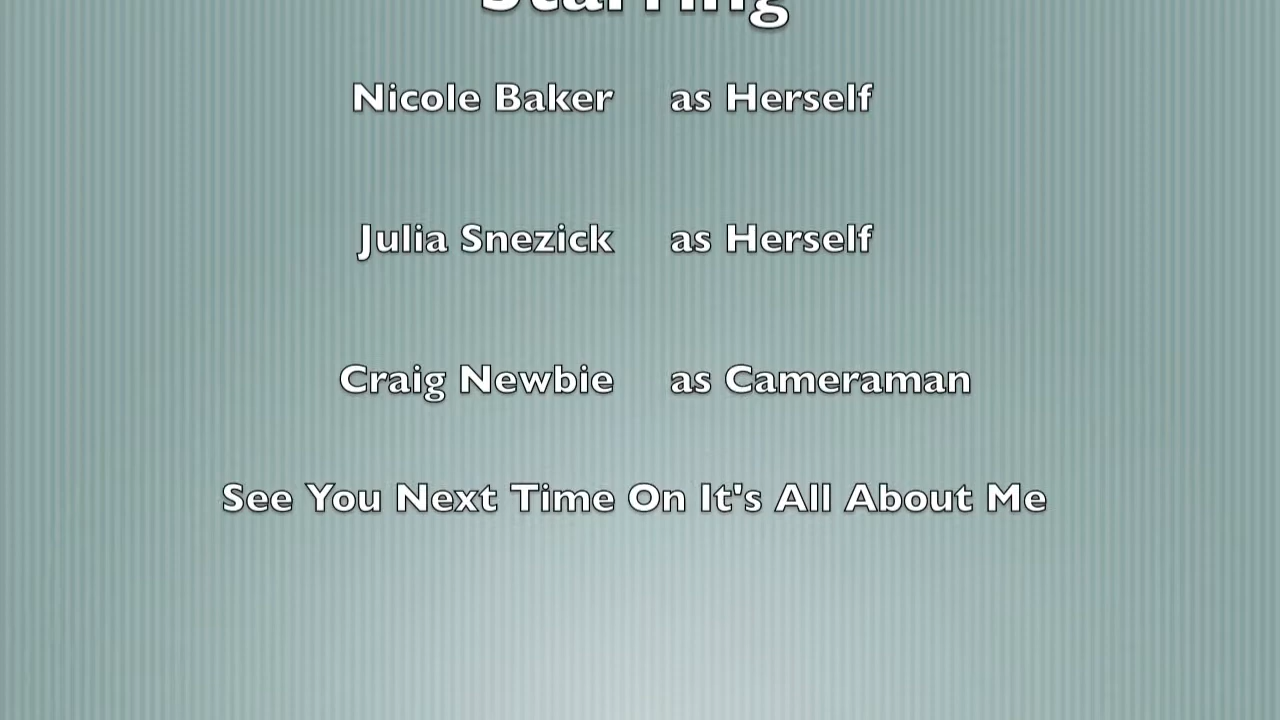 Starring
Nicole Baker as Herself
Julia Snezick as Herself
Craig Newbie as Cameraman
See You Next Time On It's All About Me